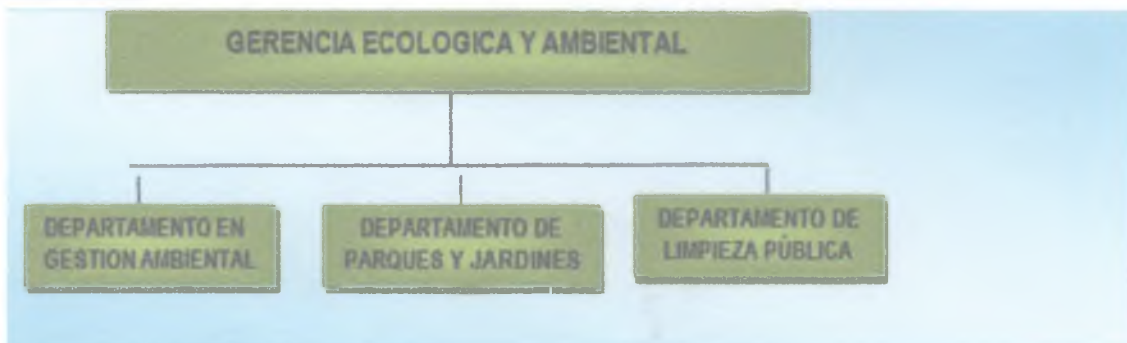 GERENCIA ECOLOGICA Y AMBIENTAL
DEPARTAMENTO EN
GESTION AMBIENTAL
DEPARTAMENTO DE
PARQUES Y JARDINES
DEPARTAMENTO DE
LIMPIEZA PÚBLICA